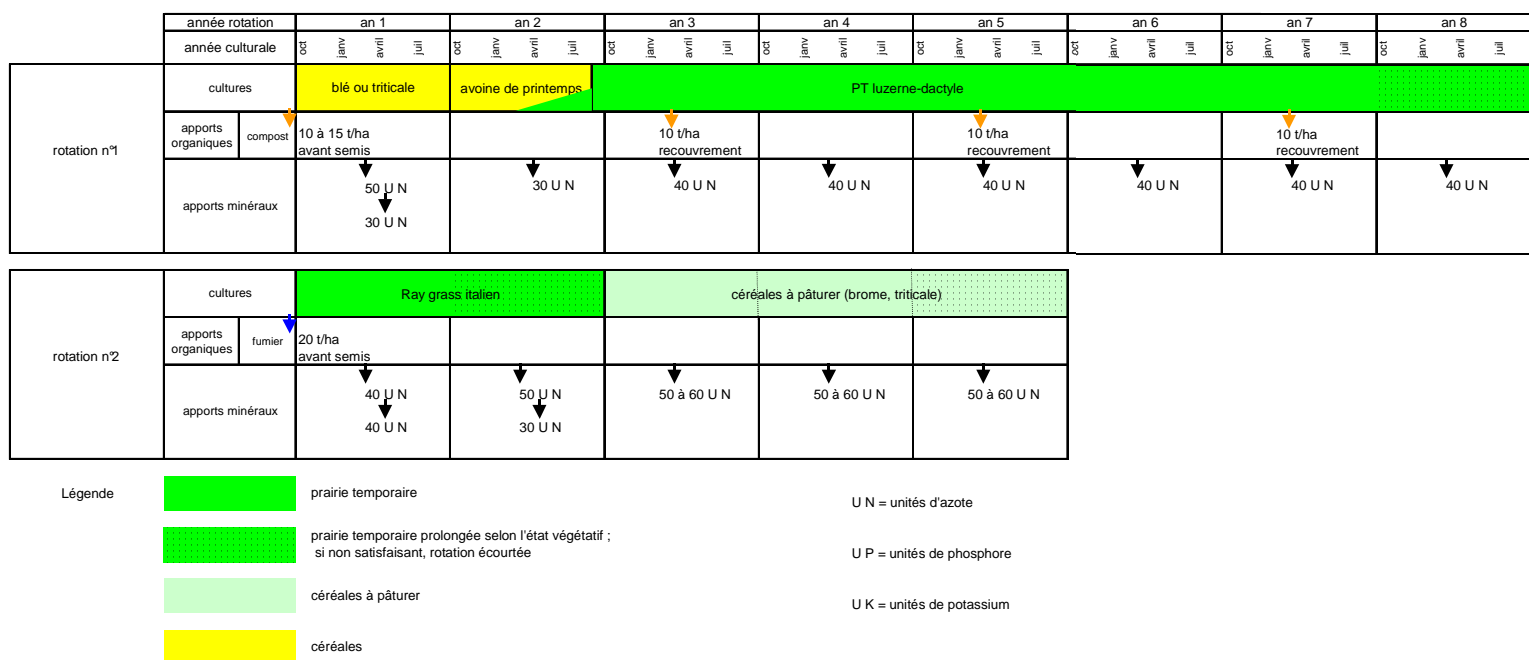 année rotation an 1 an 2 an 3 an 4 an 5 an 6 an 7 an 8
année culturale oct janv avril juil oct janv avril juil oct janv avril juil oct janv avril juil oct janv avril juil oct janv avril juil oct janv avril juil oct janv avril juil
rotation n°1
cultures blé ou triticale avoine de printemps PT luzerne-dactyle
apports organiques compost
10 à 15 t/ha
avant semis
10 t/ha
recouvrement
10 t/ha
recouvrement
10 t/ha
recouvrement
apports minéraux
50 U N 30 U N 40 U N 40 U N 40 U N 40 U N 40 U N 40 U N
30 U N
rotation n°2
cultures Ray grass italien céréales à pâturer (brome, triticale)
apports organiques fumier
20 t/ha
avant semis
apports minéraux
40 U N 50 U N 50 à 60 U N 50 à 60 U N 50 à 60 U N
40 U N 30 U N
Légende
prairie temporaire
prairie temporaire prolongée selon l'état végétatif ;
si non satisfaisant, rotation écourtée
céréales à pâturer
céréales
U N = unités d'azote
U P = unités de phosphore
U K = unités de potassium